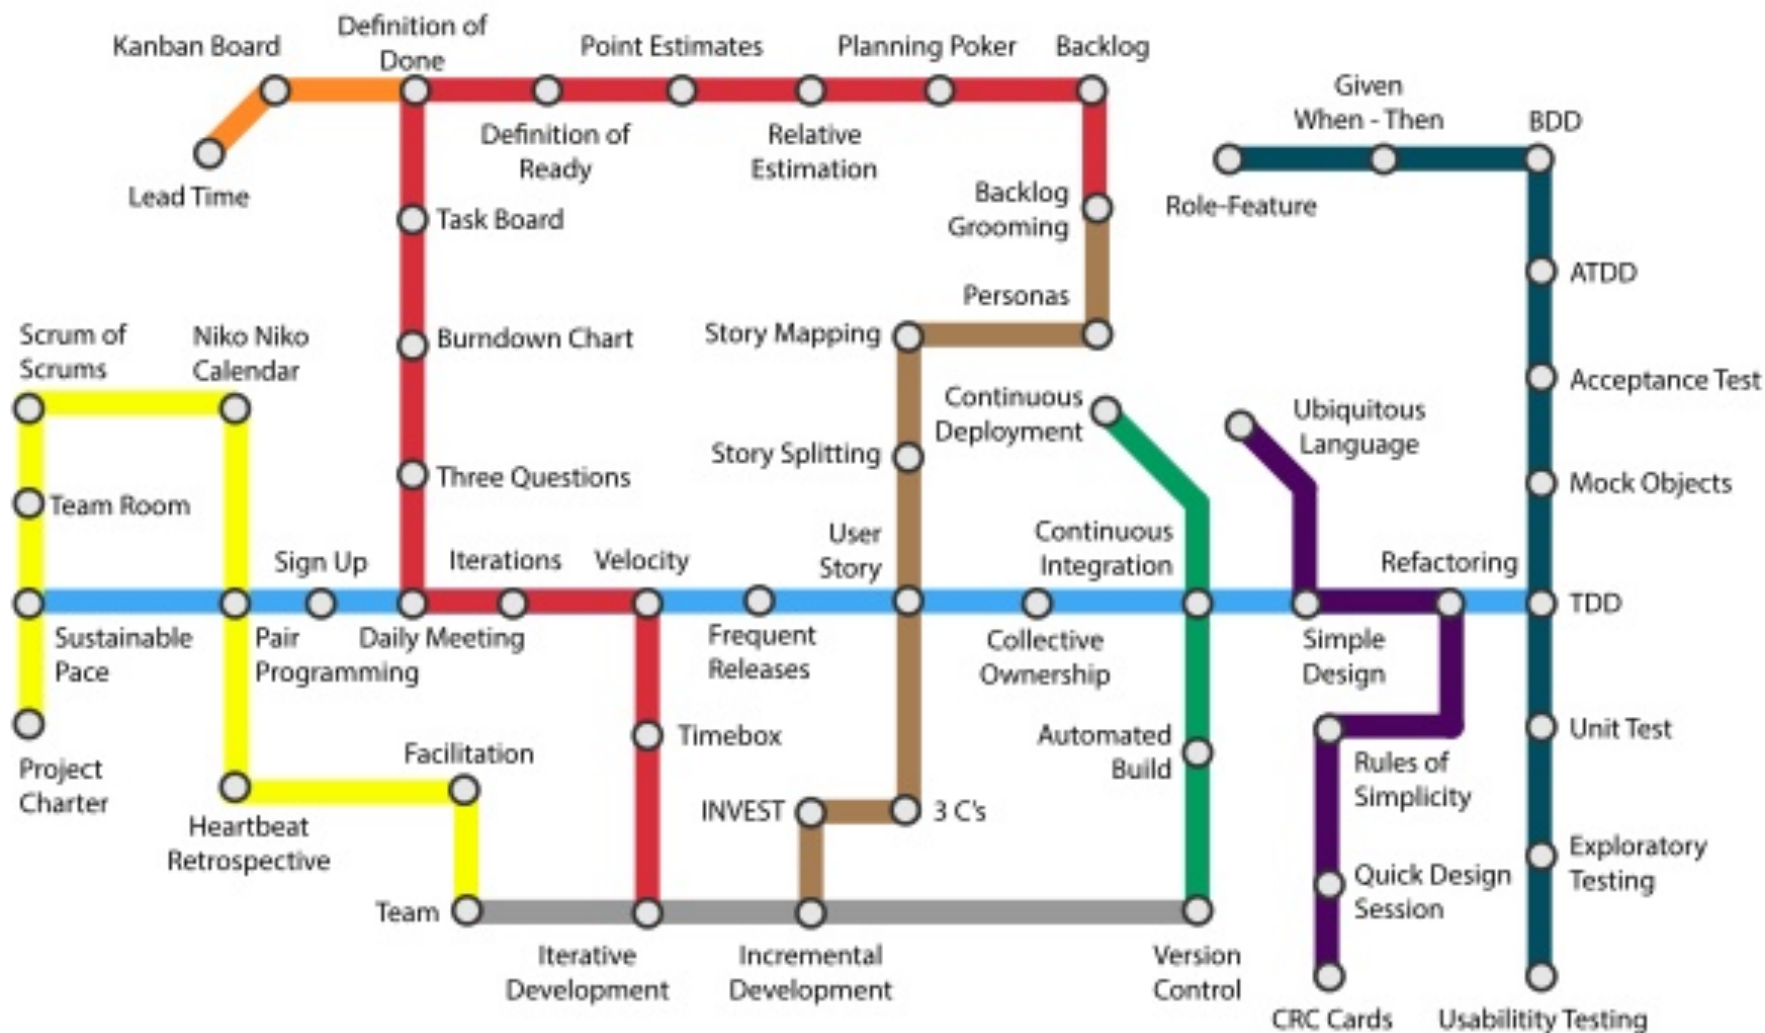 Kanban Board
Definition of
Done
Point Estimates
Planning Poker
Backlog
Given
When - Then
BDD
Definition of
Ready
Relative
Estimation
Lead Time
Backlog
Grooming
Role-Feature
Task Board
ATDD
Personas
Scrum of
Scrums
Niko Niko
Calendar
Burndown Chart
Story Mapping
Acceptance Test
Continuous
Deployment
Ubiquitous
Language
Story Splitting
Three Questions
Mock Objects
Team Room
User
Story
Continuous
Integration
Sign Up
Iterations
Velocity
Refactoring
TDD
Sustainable
Pace
Pair
Programming
Daily Meeting
Frequent
Releases
Collective
Ownership
Simple
Design
Timebox
Automated
Build
Unit Test
Project
Charter
Facilitation
Rules of
Simplicity
INVEST
3 C's
Heartbeat
Retrospective
Exploratory
Testing
Quick Design
Session
Team
Iterative
Development
Incremental
Development
Version
Control
CRC Cards
Usabilitity Testing